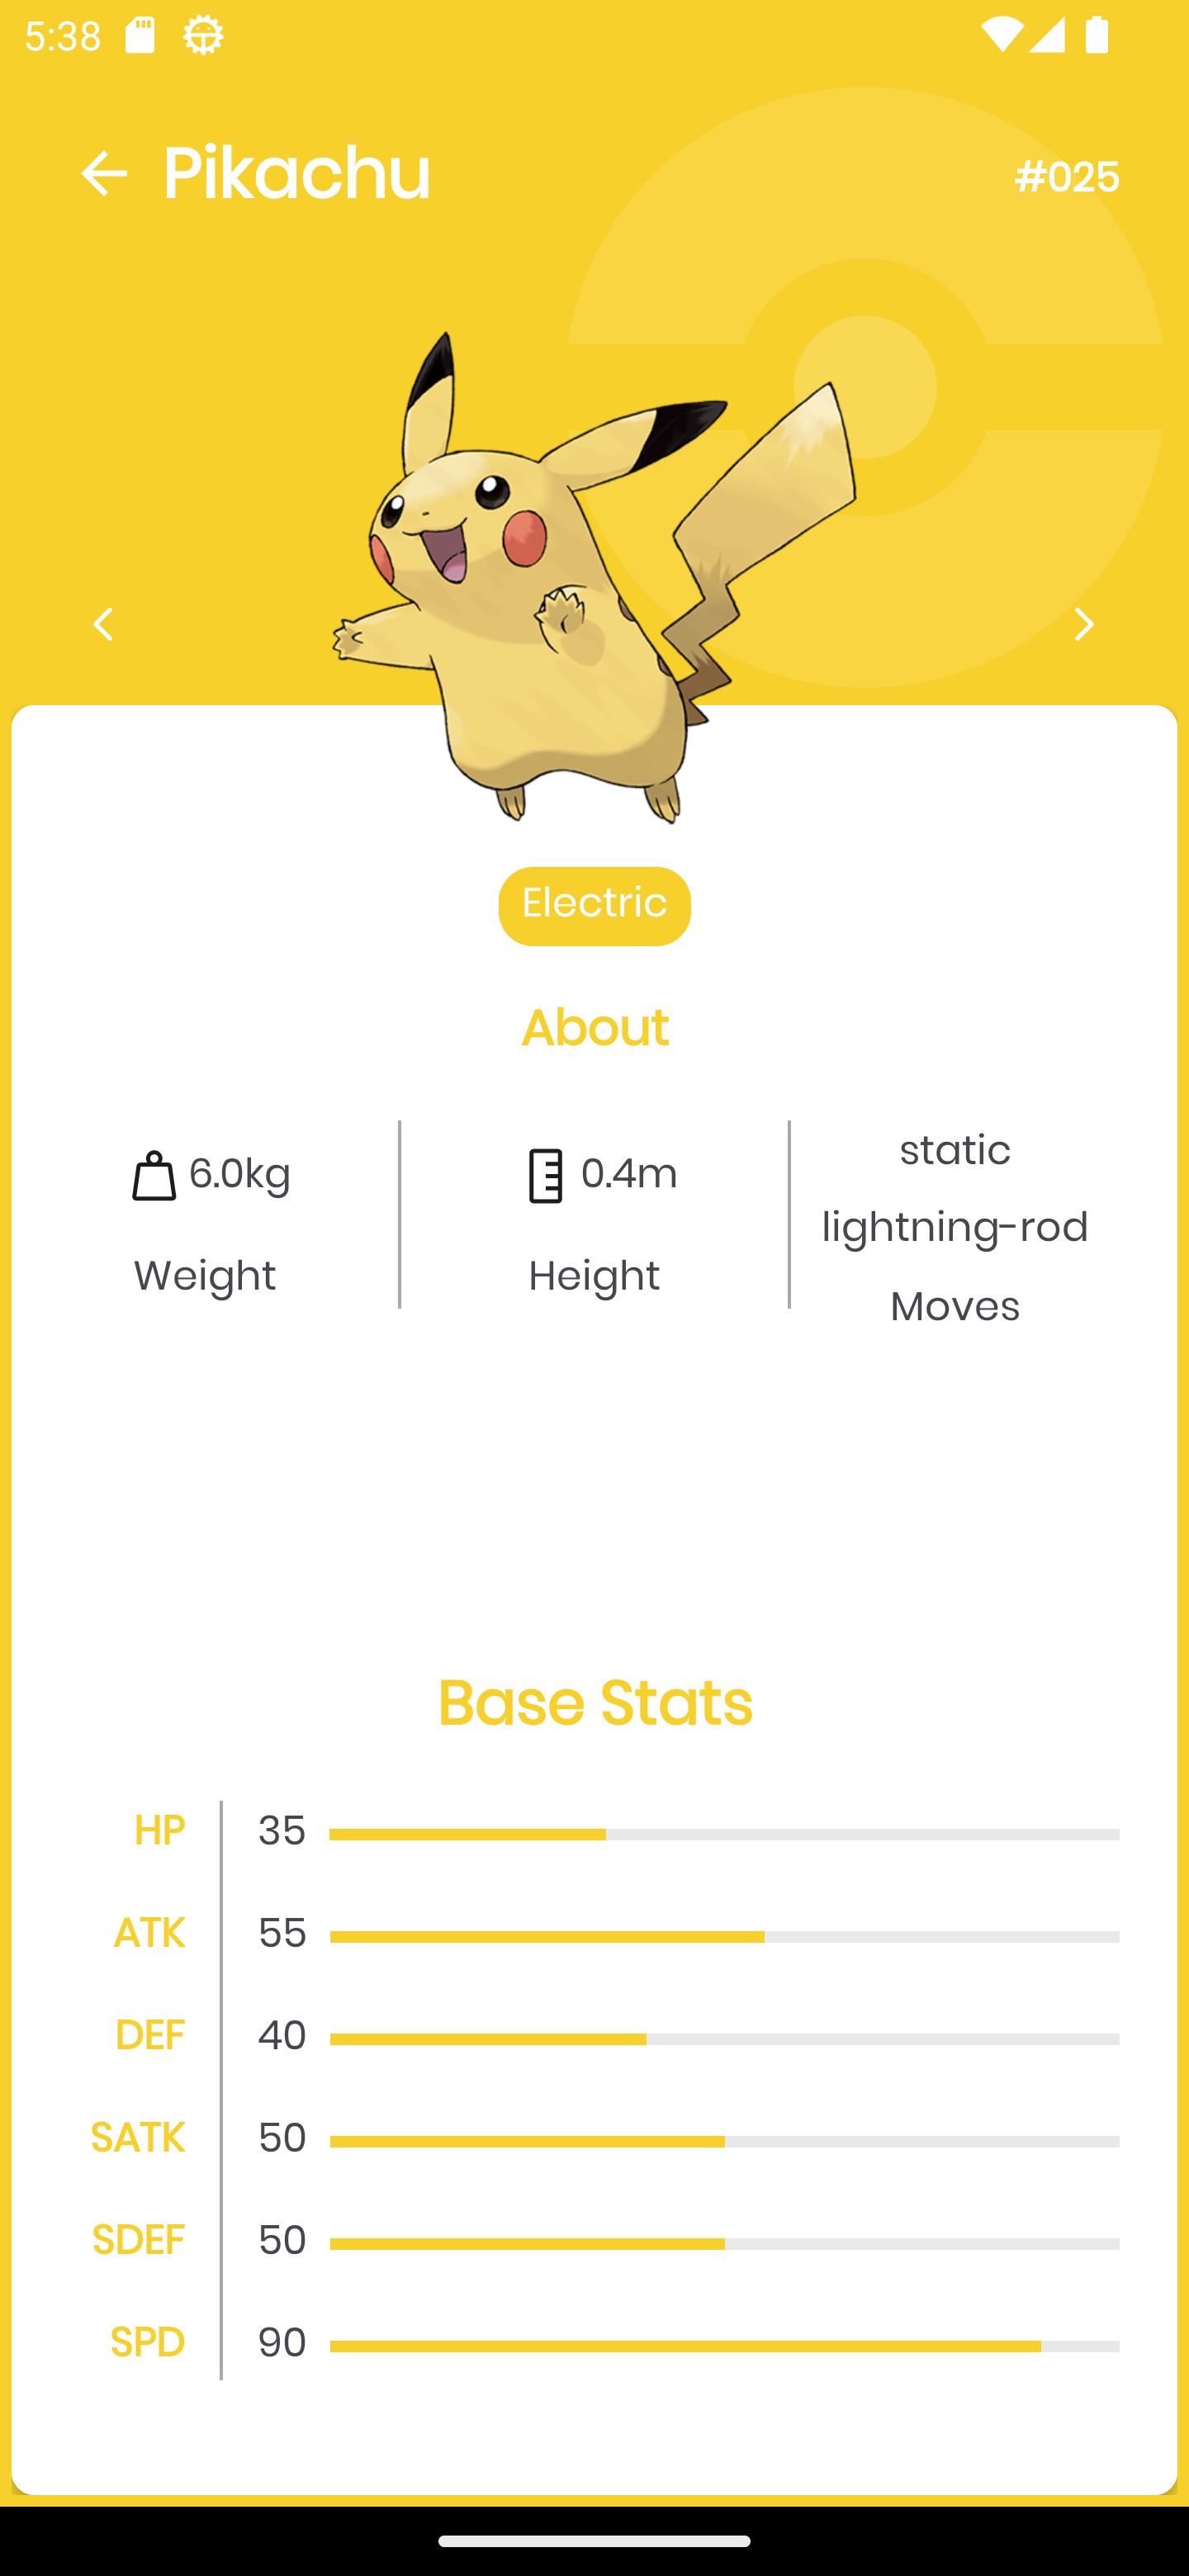 5:38
Pikachu
#025
Electric
About
6.0kg
Weight
0.4m
Height
static
lightning-rod
Moves
Base Stats
HP 35
ATK 55
DEF 40
SATK 50
SDEF 50
SPD 90